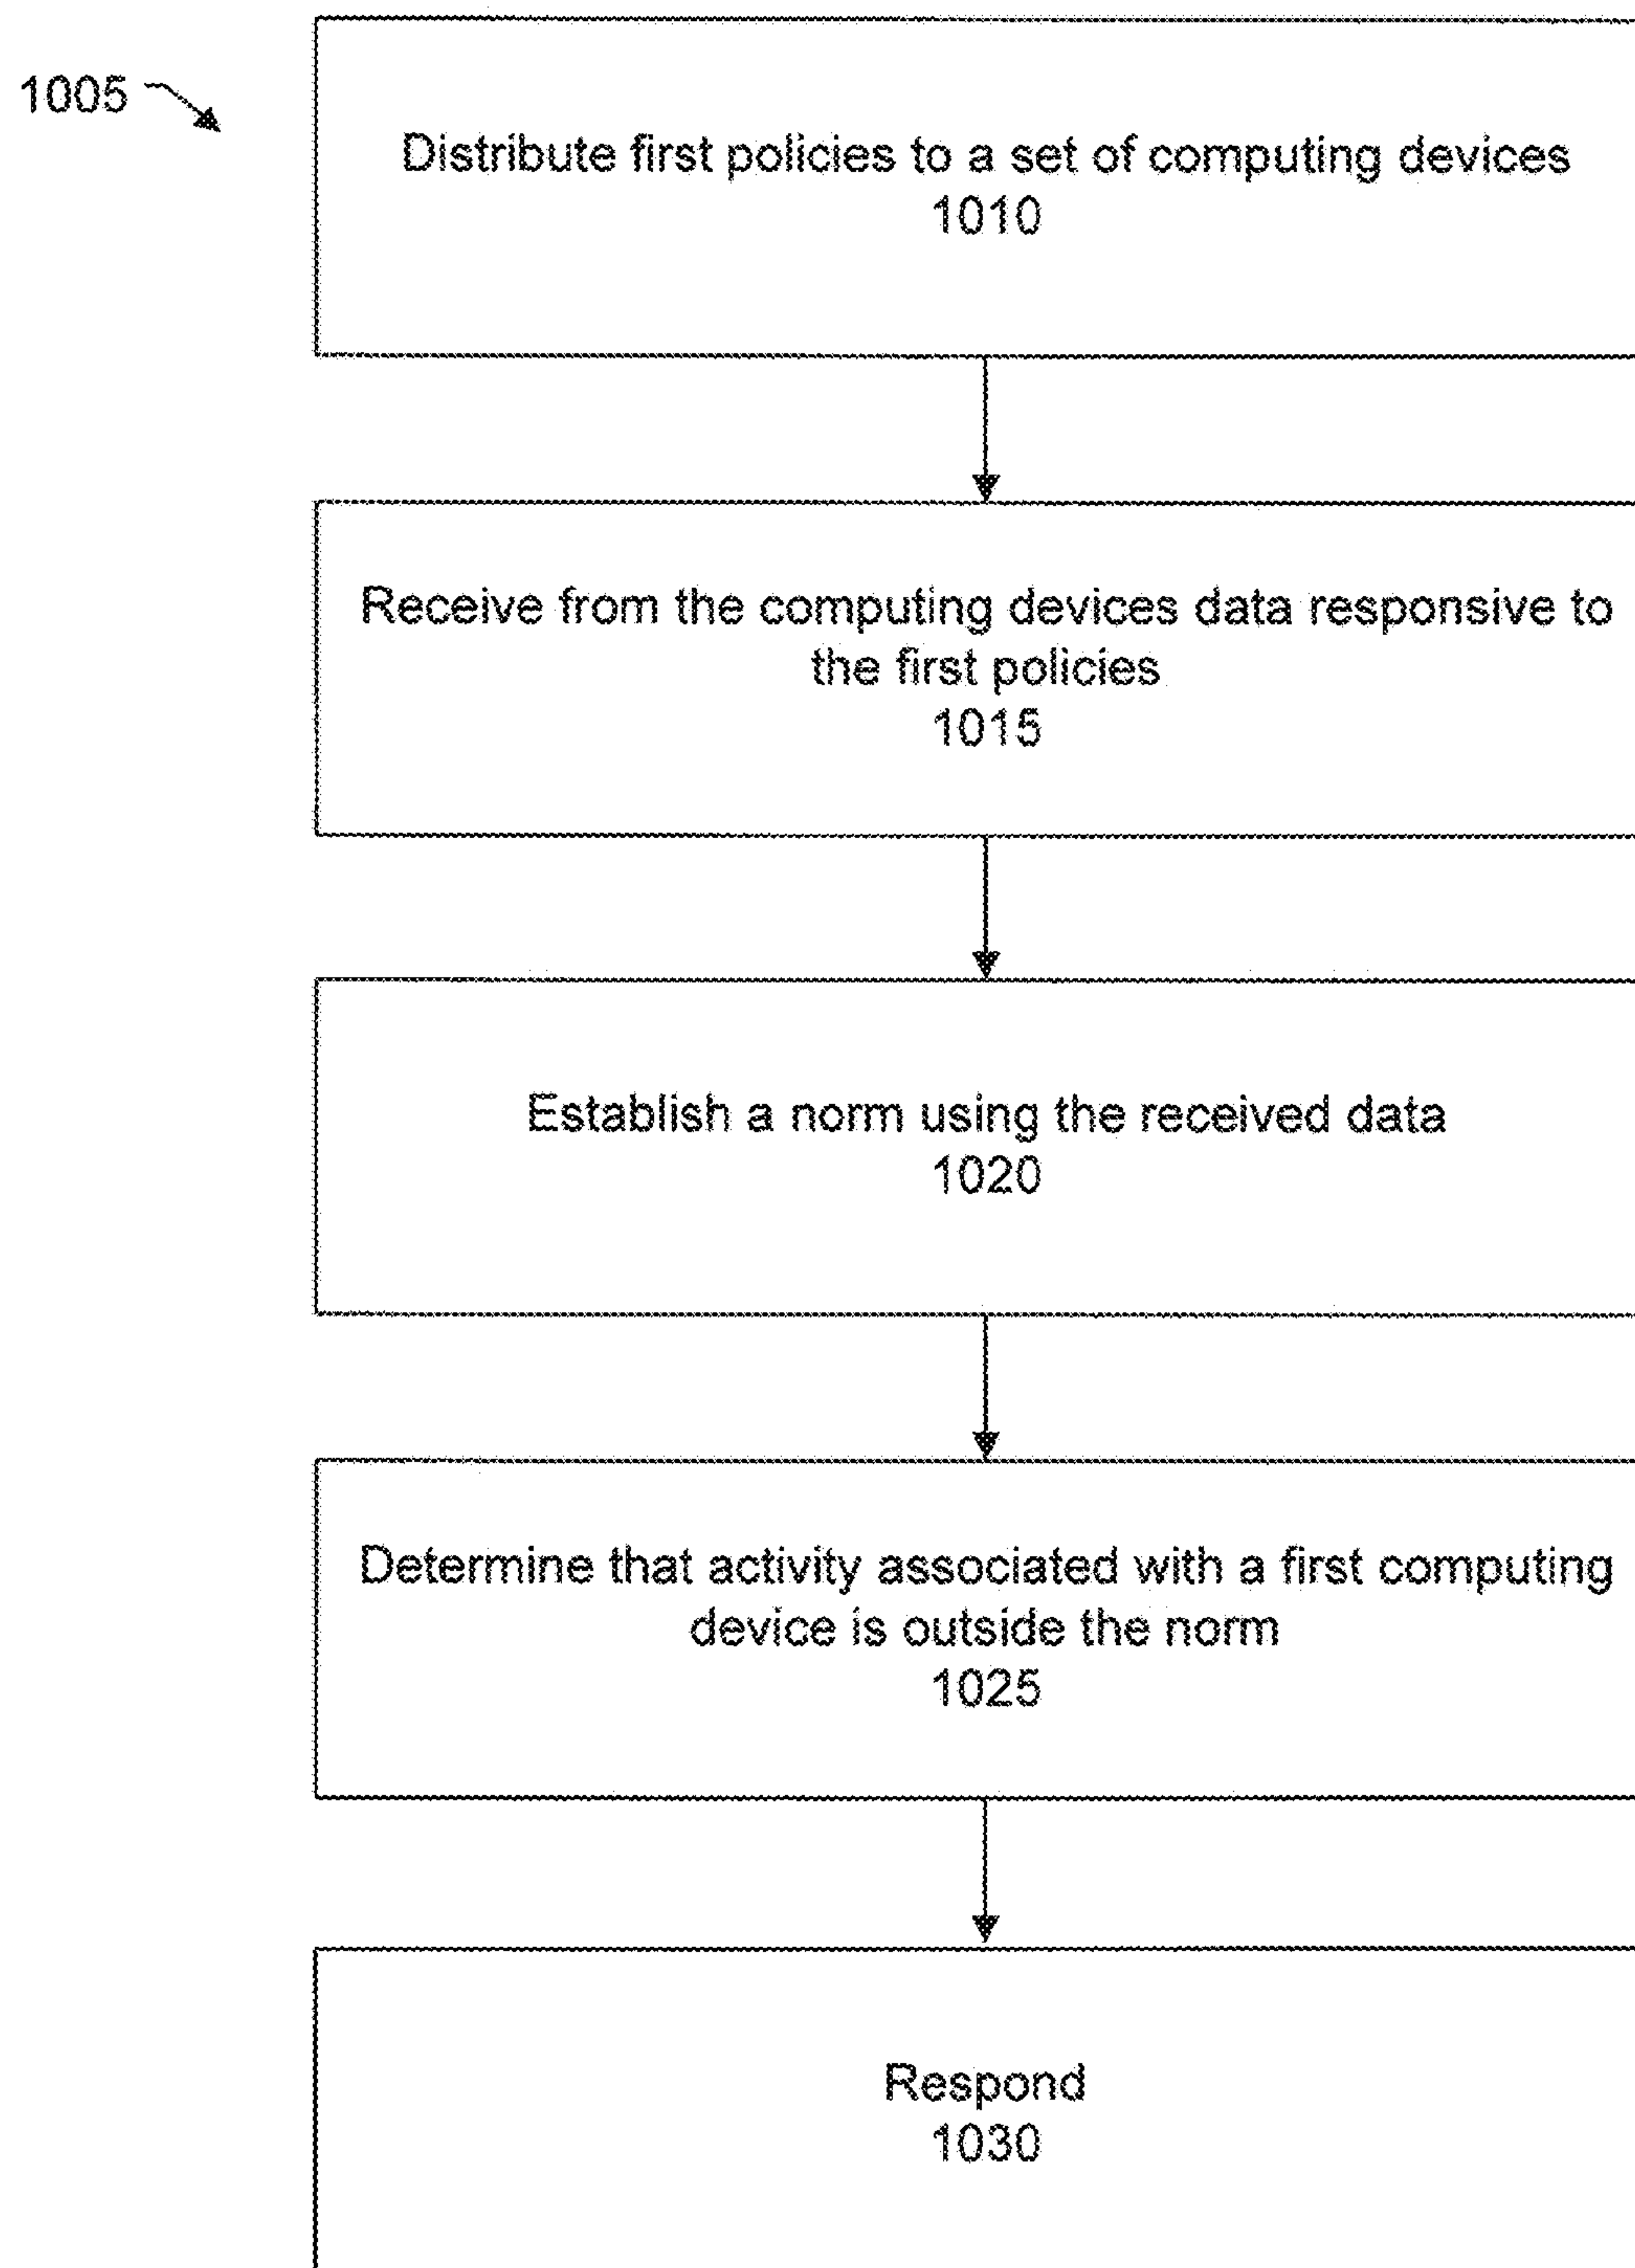 1005
Distribute first policies to a set of computing devices
1010
Receive from the computing devices data responsive to
the first policies
1015
Establish a norm using the received data
1020
Determine that activity associated with a first computing
device is outside the norm
1025
Respond
1030